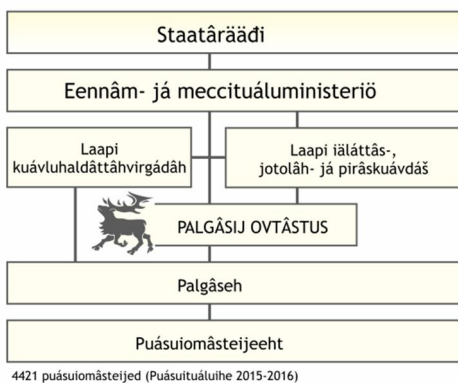 Staatârääđi
Eennâm- já meccituáluministeriö
Laapi
kuávluhaldâttâhvirgádâh
Laapi iäláttâs-,
jotolâh- já pirâskuávdáš
PALGÂSIJ OVTÂSTUS
Palgâseh
Puásuiomâsteijeeht
4421 puásuiomâsteijed (Puásuituáluihe 2015-2016)